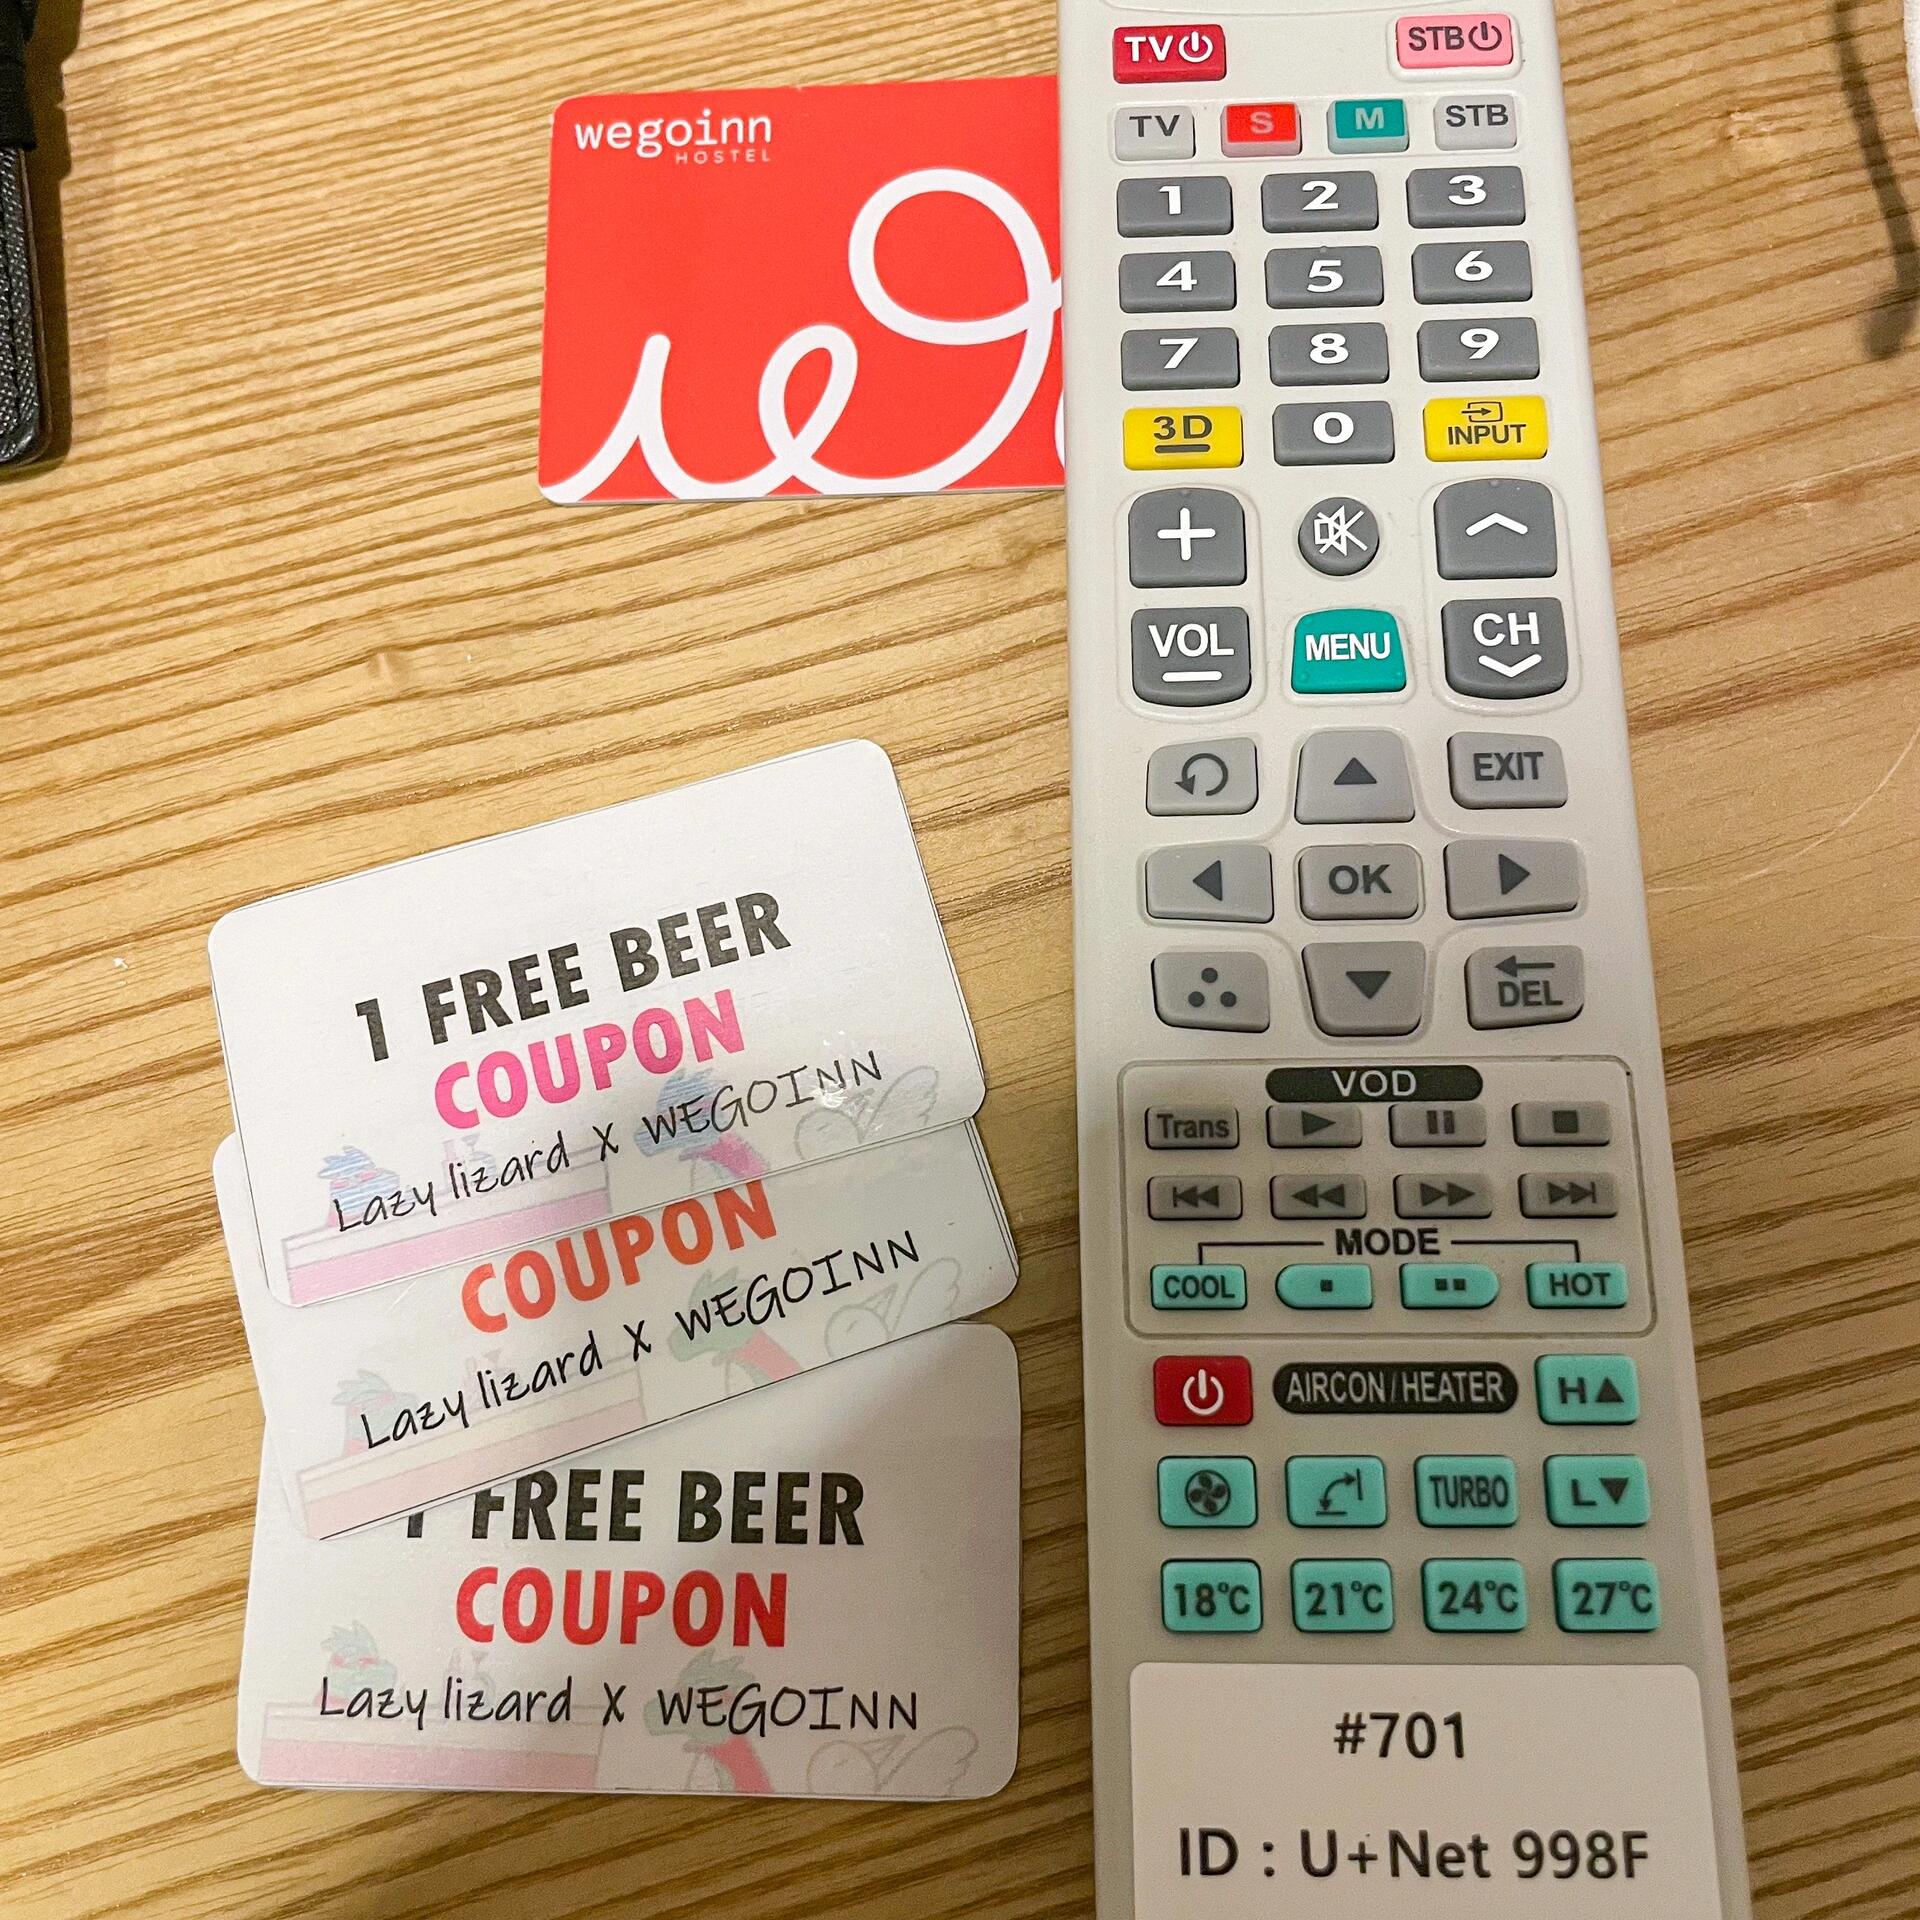 wegoinn
HOSTEL
1 FREE BEER
COUPON
Lazy lizard X WEGOINN
COUPON
Lazy lizard X WEGOINN
1 FREE BEER
COUPON
Lazy lizard X WEGOINN
TV STB
TV S M STB
1 2 3
4 5 6
7 8 9
3D 0 INPUT
+
VOL MENU CH
EXIT
OK
DEL
VOD
Trans
MODE
COOL HOT
AIRCON/HEATER H▲
TURBO L▼
18°C 21°C 24°C 27°C
#701
ID : U+Net 998F